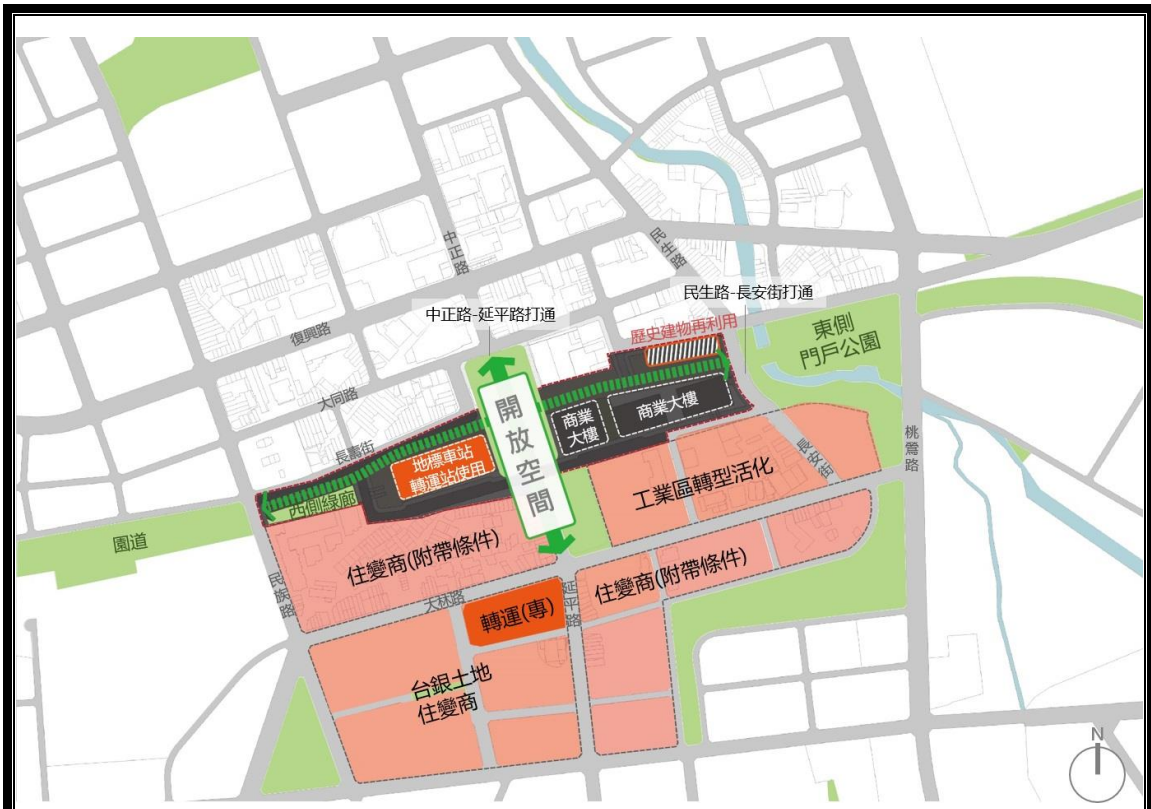 中正路
民生路
民生路-長安街打通
中正路-延平路打通
歷史建物再利用
復興路
東側
門戶公園
大同路
開放空間
商業
大樓
商業大樓
長壽街
地標車站
轉運站使用
桃鶯路
長安街
工業區轉型活化
西側綠廊
園道
住變商(附帶條件)
民族路
大林路
轉運(專)
延平路
住變商(附帶條件)
台銀土地
住變商
N